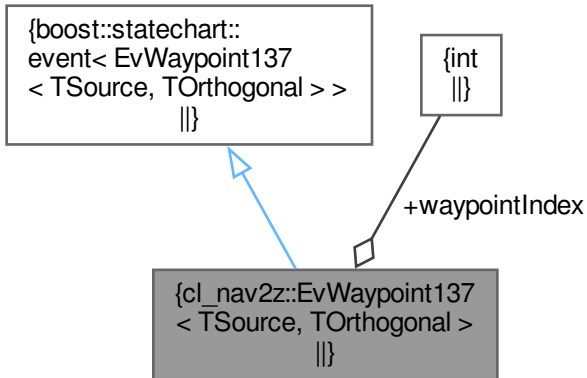 {boost::statechart::
event< EvWaypoint137
< TSource, TOrthogonal > >
||}
{int
||}
+waypointIndex
{cl_nav2z::EvWaypoint137
< TSource, TOrthogonal >
||}